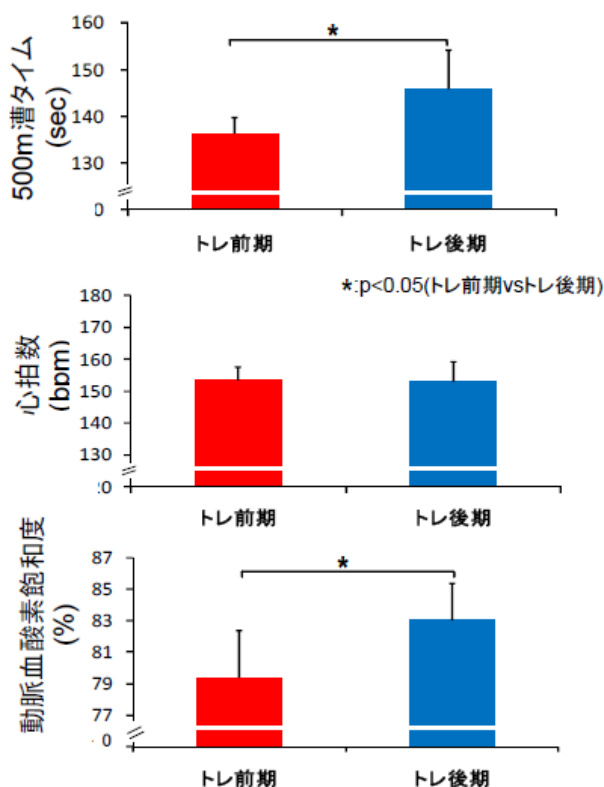 500m漕タイム
(sec)
160
150
140
130
0
*
トレ前期
トレ後期
*:p<0.05(トレ前期vsトレ後期)
心拍数
(bpm)
180
170
160
150
140
130
20
トレ前期
トレ後期
動脈血酸素飽和度
(%)
87
85
83
81
79
77
0
*
トレ前期
トレ後期